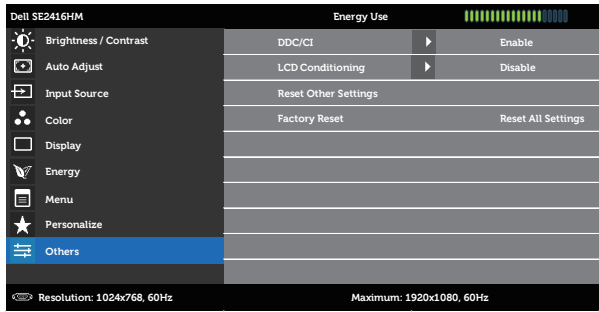 Dell SE2416HM Energy Use
Brightness / Contrast
Auto Adjust
Input Source
Color
Display
Energy
Menu
Personalize
Others
DDC/CI Enable
LCD Conditioning Disable
Reset Other Settings
Factory Reset Reset All Settings
Resolution: 1024x768, 60Hz Maximum: 1920x1080, 60Hz